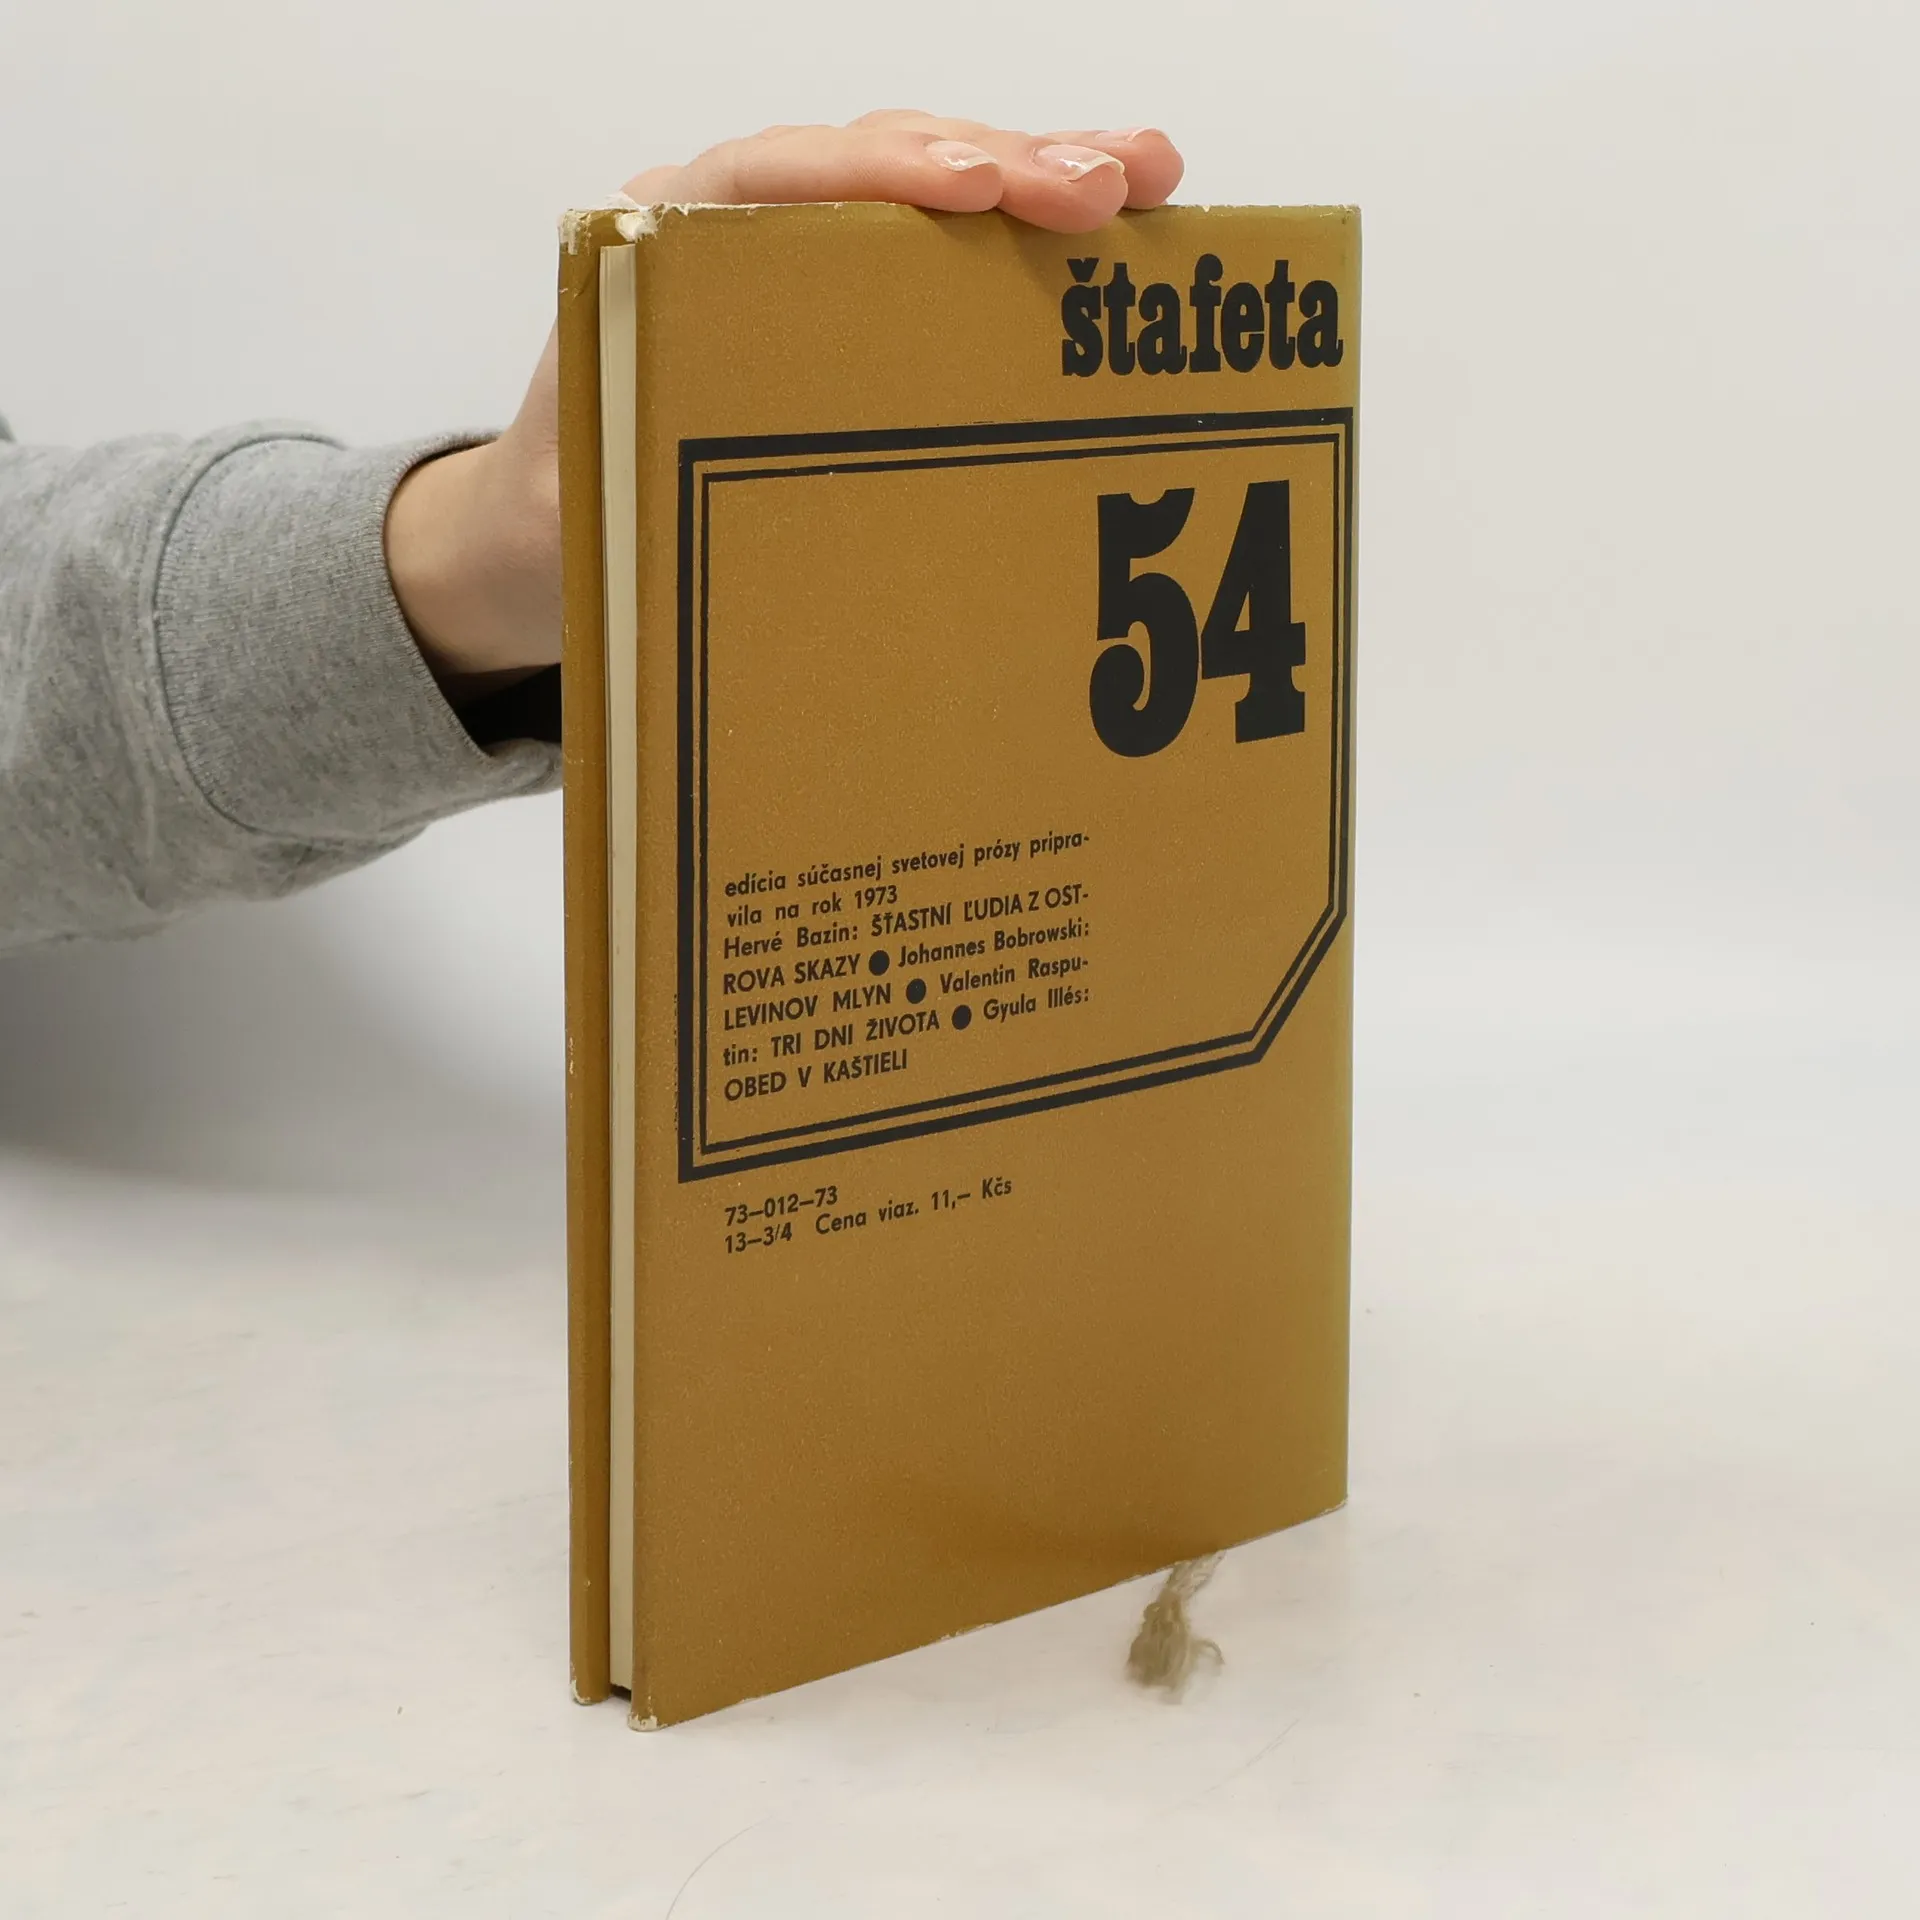 štafeta
54
edícia súčasnej svetovej prózy pripra-
vila na rok 1973
Hervé Bazin: ŠŤASTNÍ ĽUDIA Z OST-
ROVA SKAZY ● Johannes Bobrowski:
LEVINOV MLYN ● Valentin Raspu-
tin: TRI DNI ŽIVOTA ● Gyula Illés:
OBED V KAŠTIELI
73–012–73
13–3/4 Cena viaz. 11,– Kčs